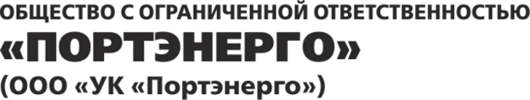 ОБЩЕСТВО С ОГРАНИЧЕННОЙ ОТВЕТСТВЕННОСТЬЮ
«ПОРТЭНЕРГО»
(ООО «УК «Портэнерго»)